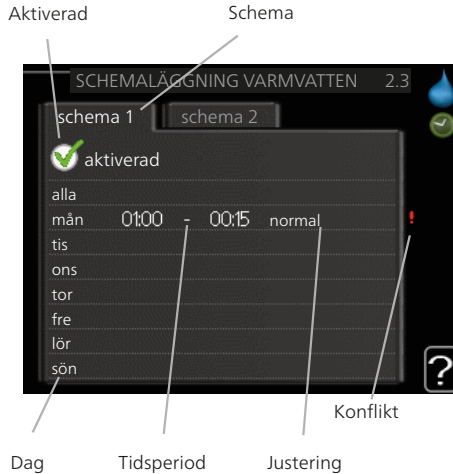 Aktiverad Schema
SCHEMALÄGGNING VARMVATTEN 2.3
schema 1 schema 2
aktiverad
alla
mån 01:00 - 00:15 normal !
tis
ons
tor
fre
lör
sön
?
Konflikt
Dag Tidsperiod Justering